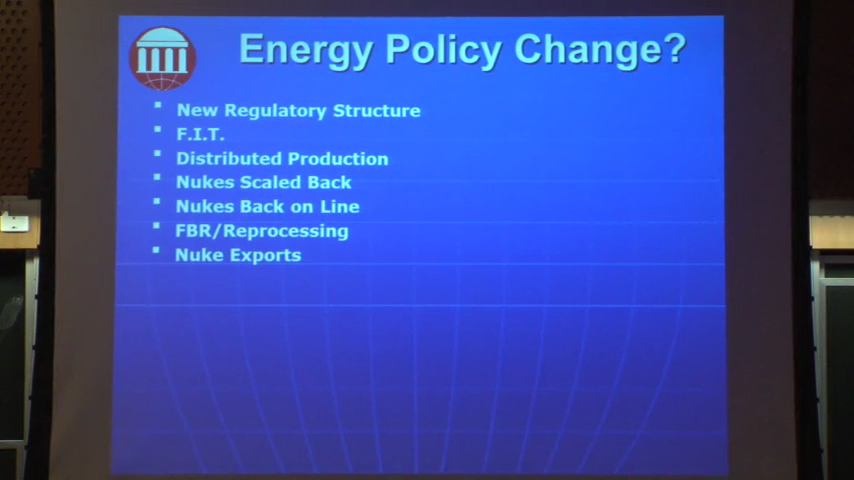 Energy Policy Change?
New Regulatory Structure
F.I.T.
Distributed Production
Nukes Scaled Back
Nukes Back on Line
FBR/Reprocessing
Nuke Exports